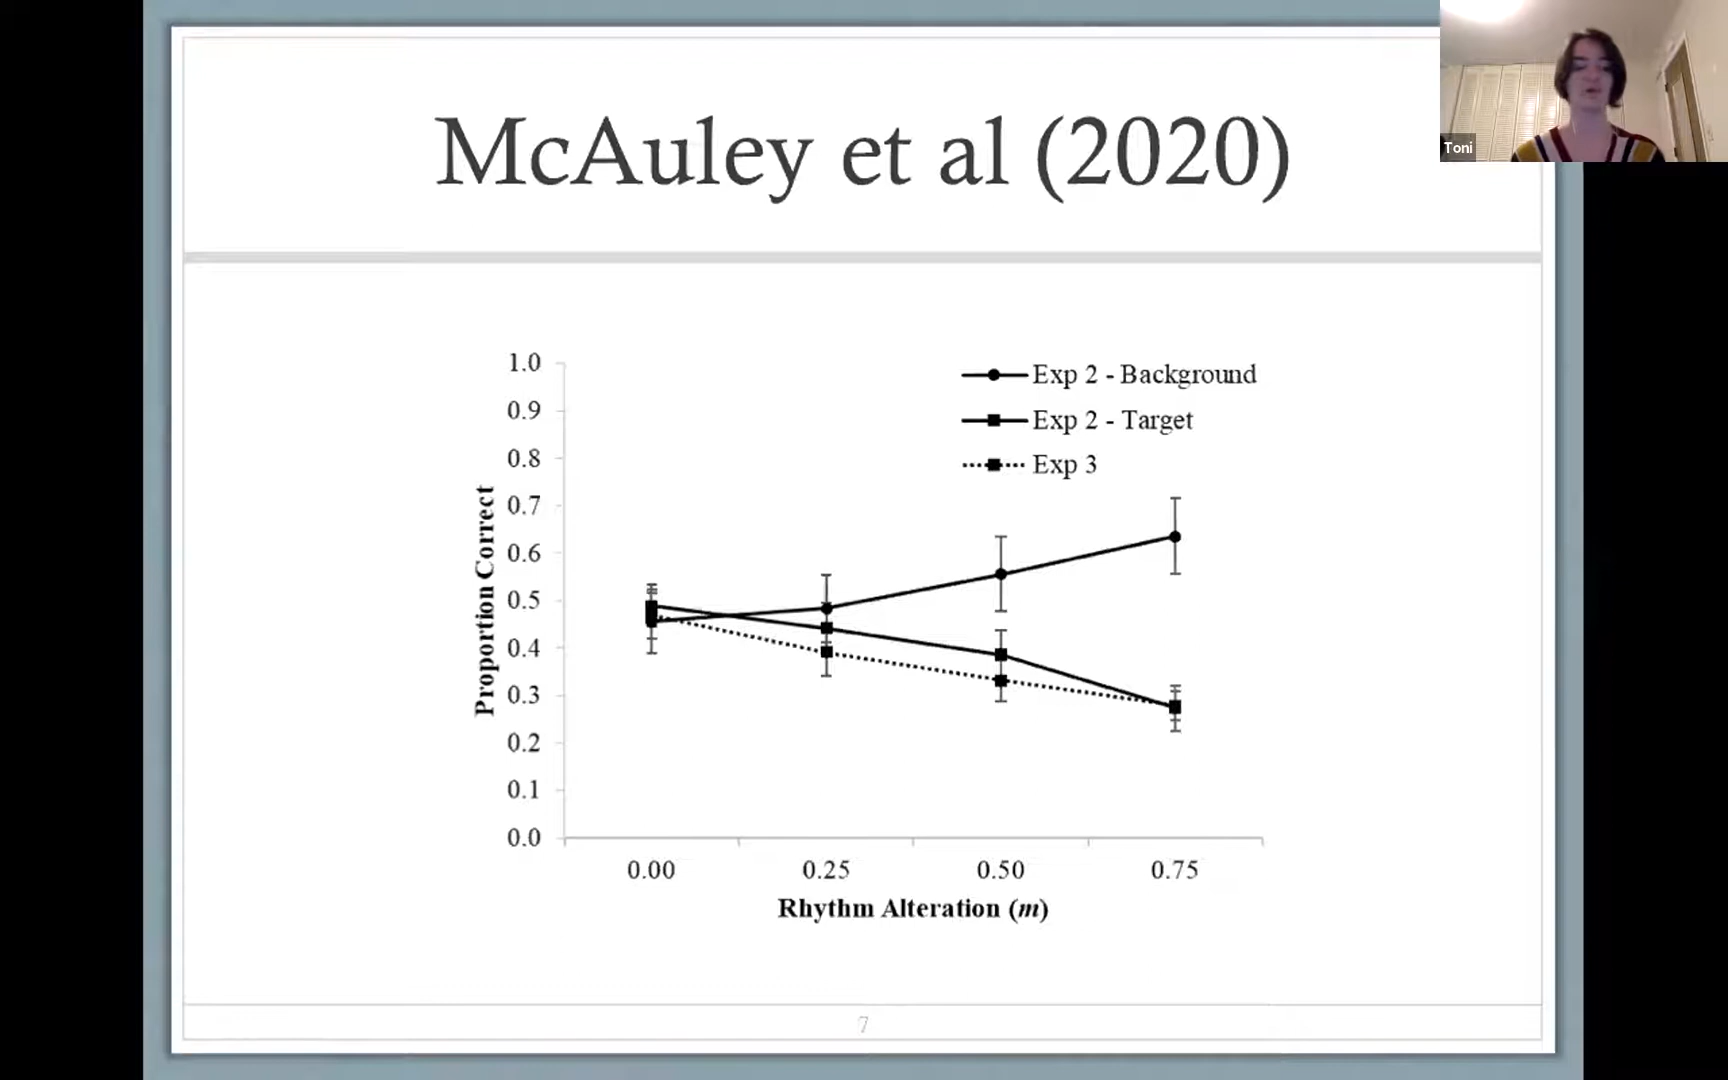 McAuley et al (2020)
Toni
Exp 2 - Background
Exp 2 - Target
Exp 3
Proportion Correct
1.0
0.9
0.8
0.7
0.6
0.5
0.4
0.3
0.2
0.1
0.0
0.00 0.25 0.50 0.75
Rhythm Alteration (m)
7